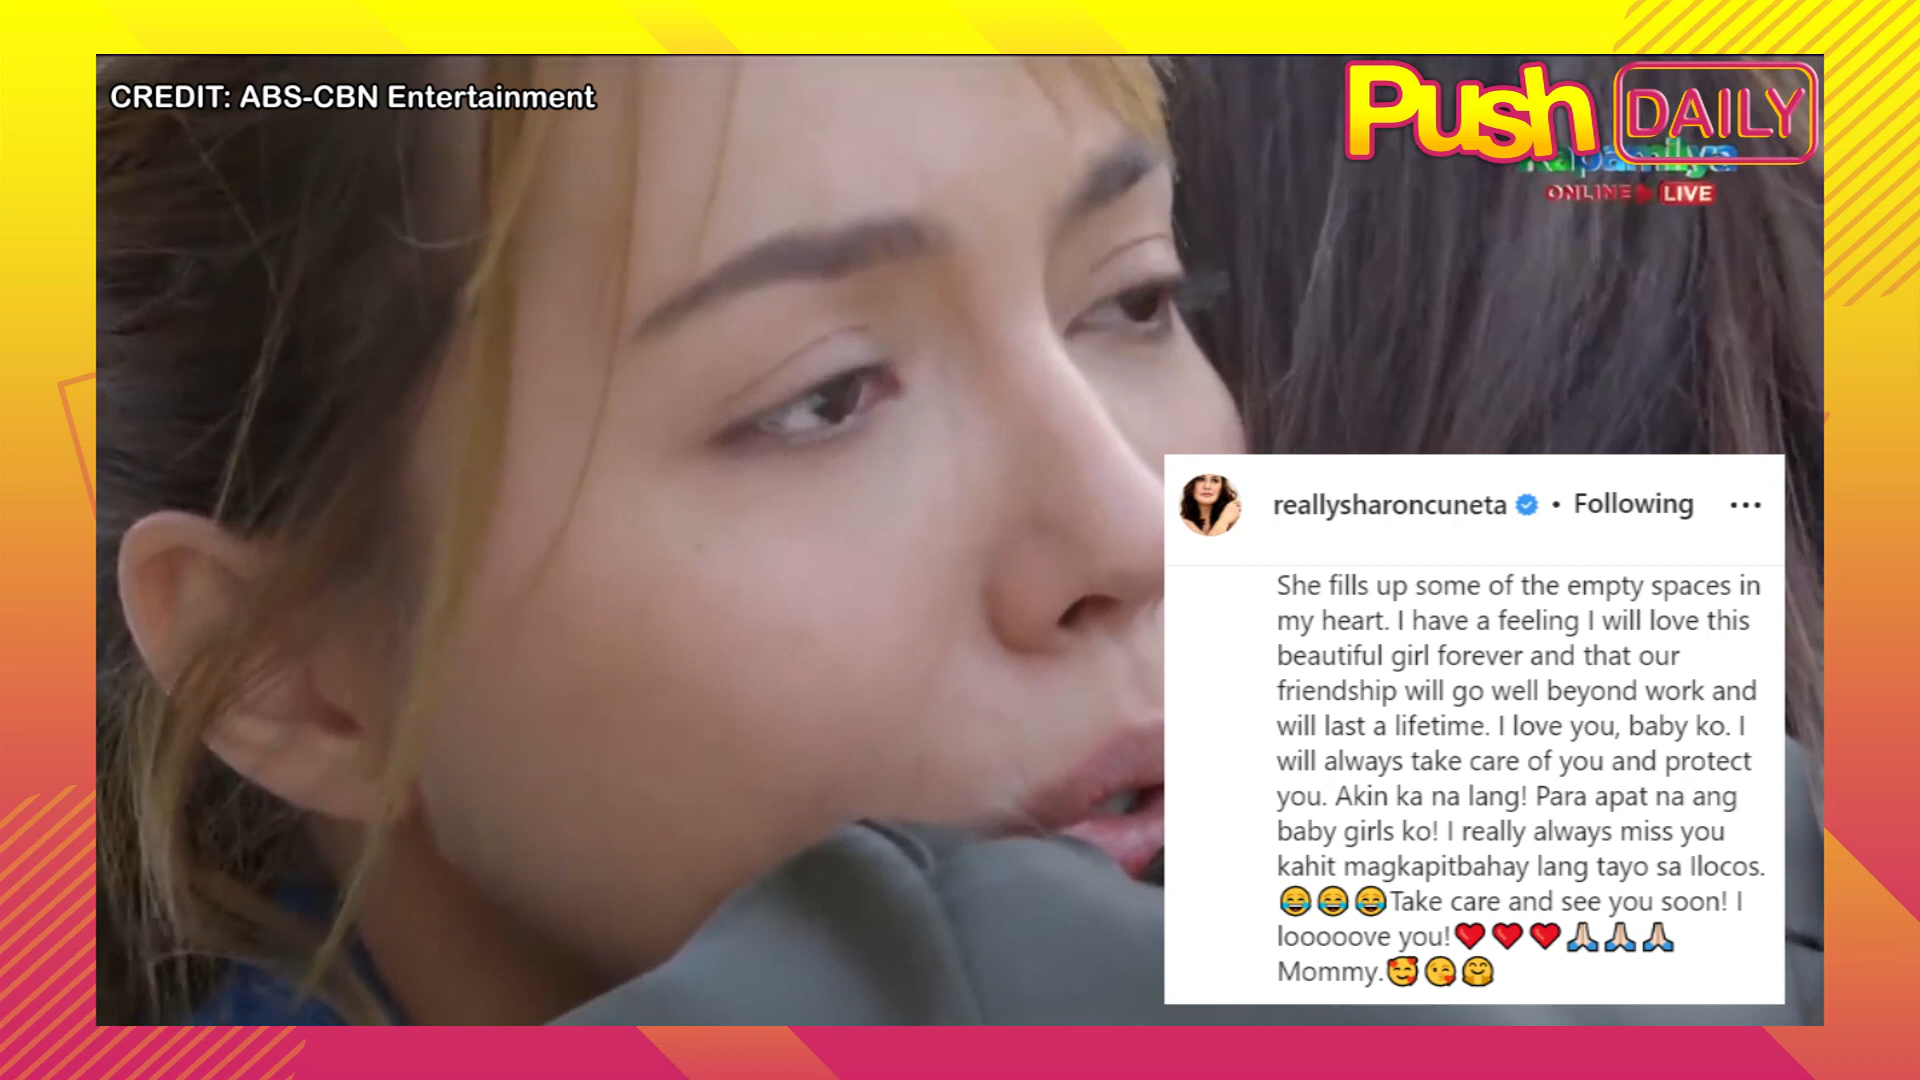 CREDIT: ABS-CBN Entertainment
Push DAILY
Kapamilya
ONLINE LIVE
reallysharoncuneta • Following •••
She fills up some of the empty spaces in
my heart. I have a feeling I will love this
beautiful girl forever and that our
friendship will go well beyond work and
will last a lifetime. I love you, baby ko. I
will always take care of you and protect
you. Akin ka na lang! Para apat na ang
baby girls ko! I really always miss you
kahit magkapitbahay lang tayo sa Ilocos.
😂😂😂Take care and see you soon! I
looooove you!❤️❤️❤️🙏🏻🙏🏻🙏🏻
Mommy.🥰😘🤗